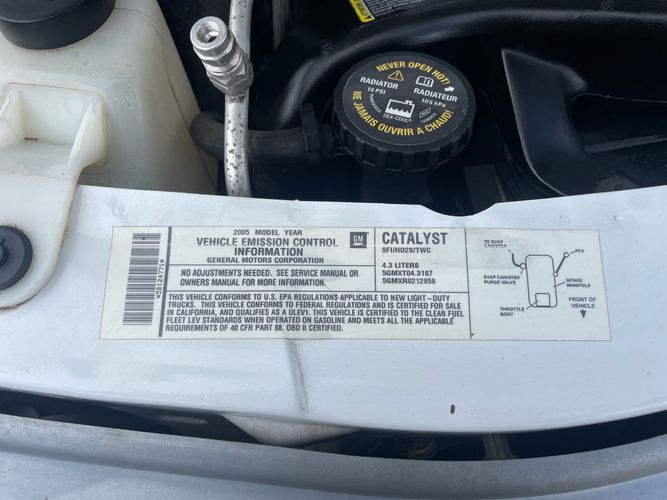 NEVER OPEN HOT!
RADIATOR
15 PSI
RADIATEUR
105 kPa
DEX-COOL
NE JAMAIS OUVRIR A CHAUD!
2005 MODEL YEAR
VEHICLE EMISSION CONTROL
INFORMATION
GENERAL MOTORS CORPORATION
GM
CATALYST
SFI/HO2S/TWC
NO ADJUSTMENTS NEEDED. SEE SERVICE MANUAL OR
OWNERS MANUAL FOR MORE INFORMATION.
4.3 LITERS
5GMXT04.3187
5GMXR0212958
THIS VEHICLE CONFORMS TO U.S. EPA REGULATIONS APPLICABLE TO NEW LIGHT-DUTY
TRUCKS. THIS VEHICLE CONFORMS TO FEDERAL REGULATIONS AND IS CERTIFIED FOR SALE
IN CALIFORNIA, AND QUALIFIES AS A ULEV1. THIS VEHICLE IS CERTIFIED TO THE CLEAN FUEL
FLEET LEV STANDARDS WHEN OPERATED ON GASOLINE AND MEETS ALL THE APPLICABLE
REQUIREMENTS OF 40 CFR PART 88. OBD II CERTIFIED.
TO EVAP
CANISTER
PCV
EVAP CANISTER
PURGE VALVE
INTAKE
MANIFOLD
THROTTLE
BODY
FRONT OF
VEHICLE